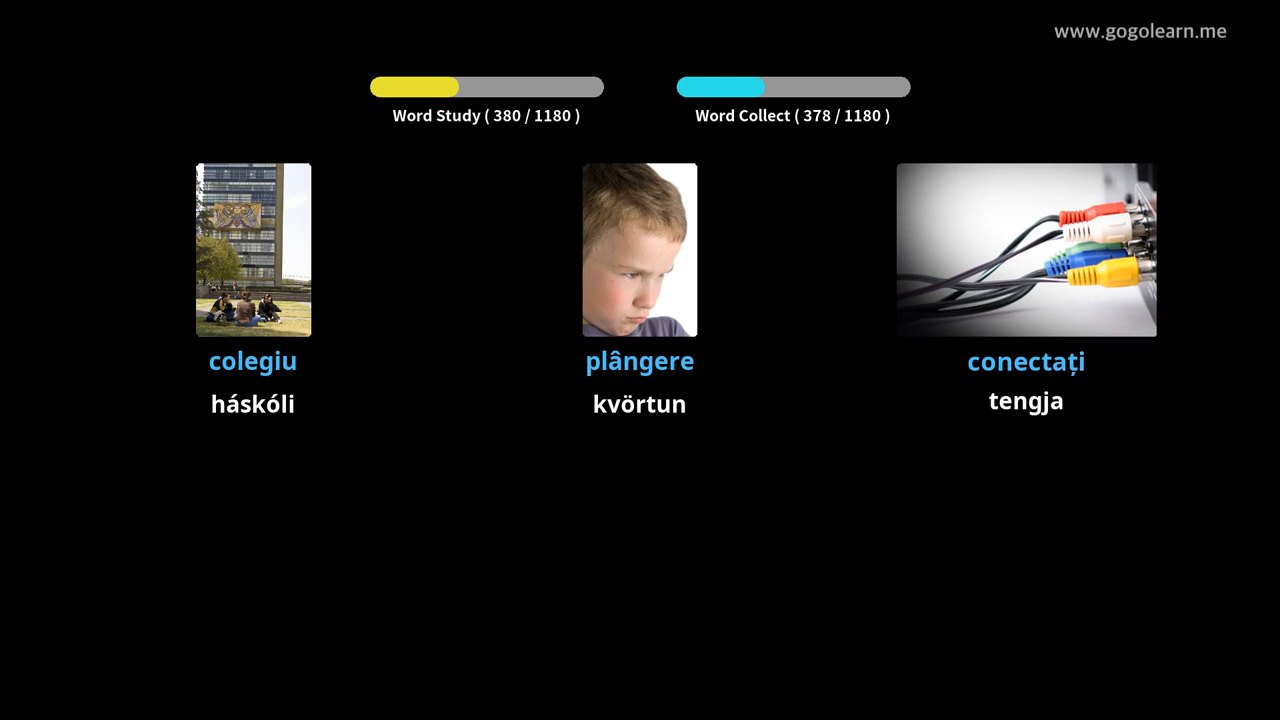 www.gogolearn.me
Word Study ( 380 / 1180 )
Word Collect ( 378 / 1180 )
colegiu
plângere
conectați
háskóli
kvörtun
tengja